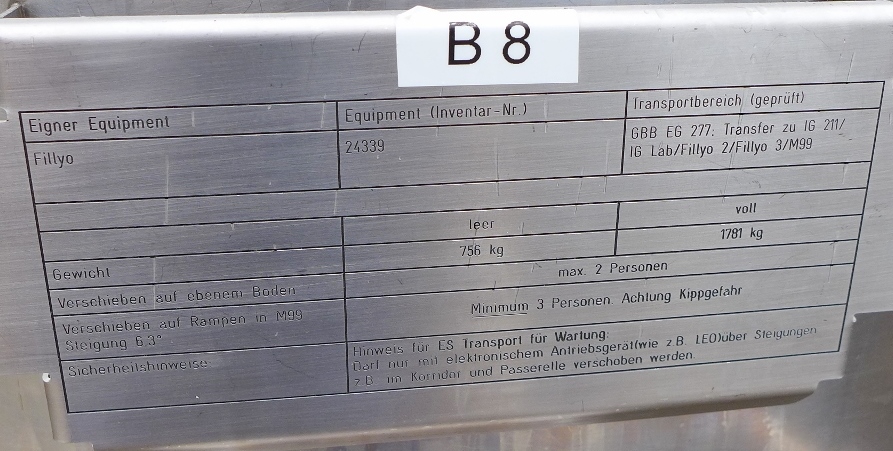 B 8
Eigner Equipment
Equipment (Inventar-Nr.)
Transportbereich (geprüft)
Fillyo
24339
GBB EG 277: Transfer zu IG 211/
IG Lab/Fillyo 2/Fillyo 3/M99
leer
voll
Gewicht
756 kg
1781 kg
Verschieben auf ebenem Boden
max. 2 Personen
Verschieben auf Rampen in M99
Steigung 6.3°
Minimum 3 Personen. Achtung Kippgefahr
Sicherheitshinweise
Hinweis für ES Transport für Wartung:
Darf nur mit elektronischem Antriebsgerät(wie z.B. LEO)über Steigungen
z.B. im Korridor und Passerelle verschoben werden.